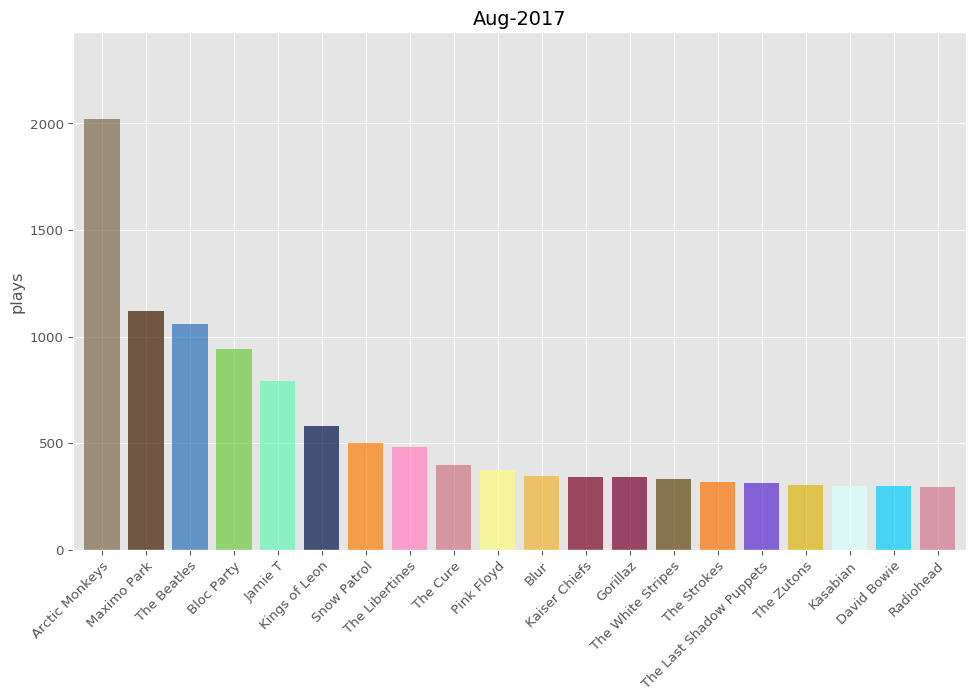 Aug-2017
plays
2000
1500
1000
500
0
Arctic Monkeys
Maximo Park
The Beatles
Bloc Party
Jamie T
Kings of Leon
Snow Patrol
The Libertines
The Cure
Pink Floyd
Blur
Kaiser Chiefs
Gorillaz
The White Stripes
The Strokes
The Last Shadow Puppets
The Zutons
Kasabian
David Bowie
Radiohead